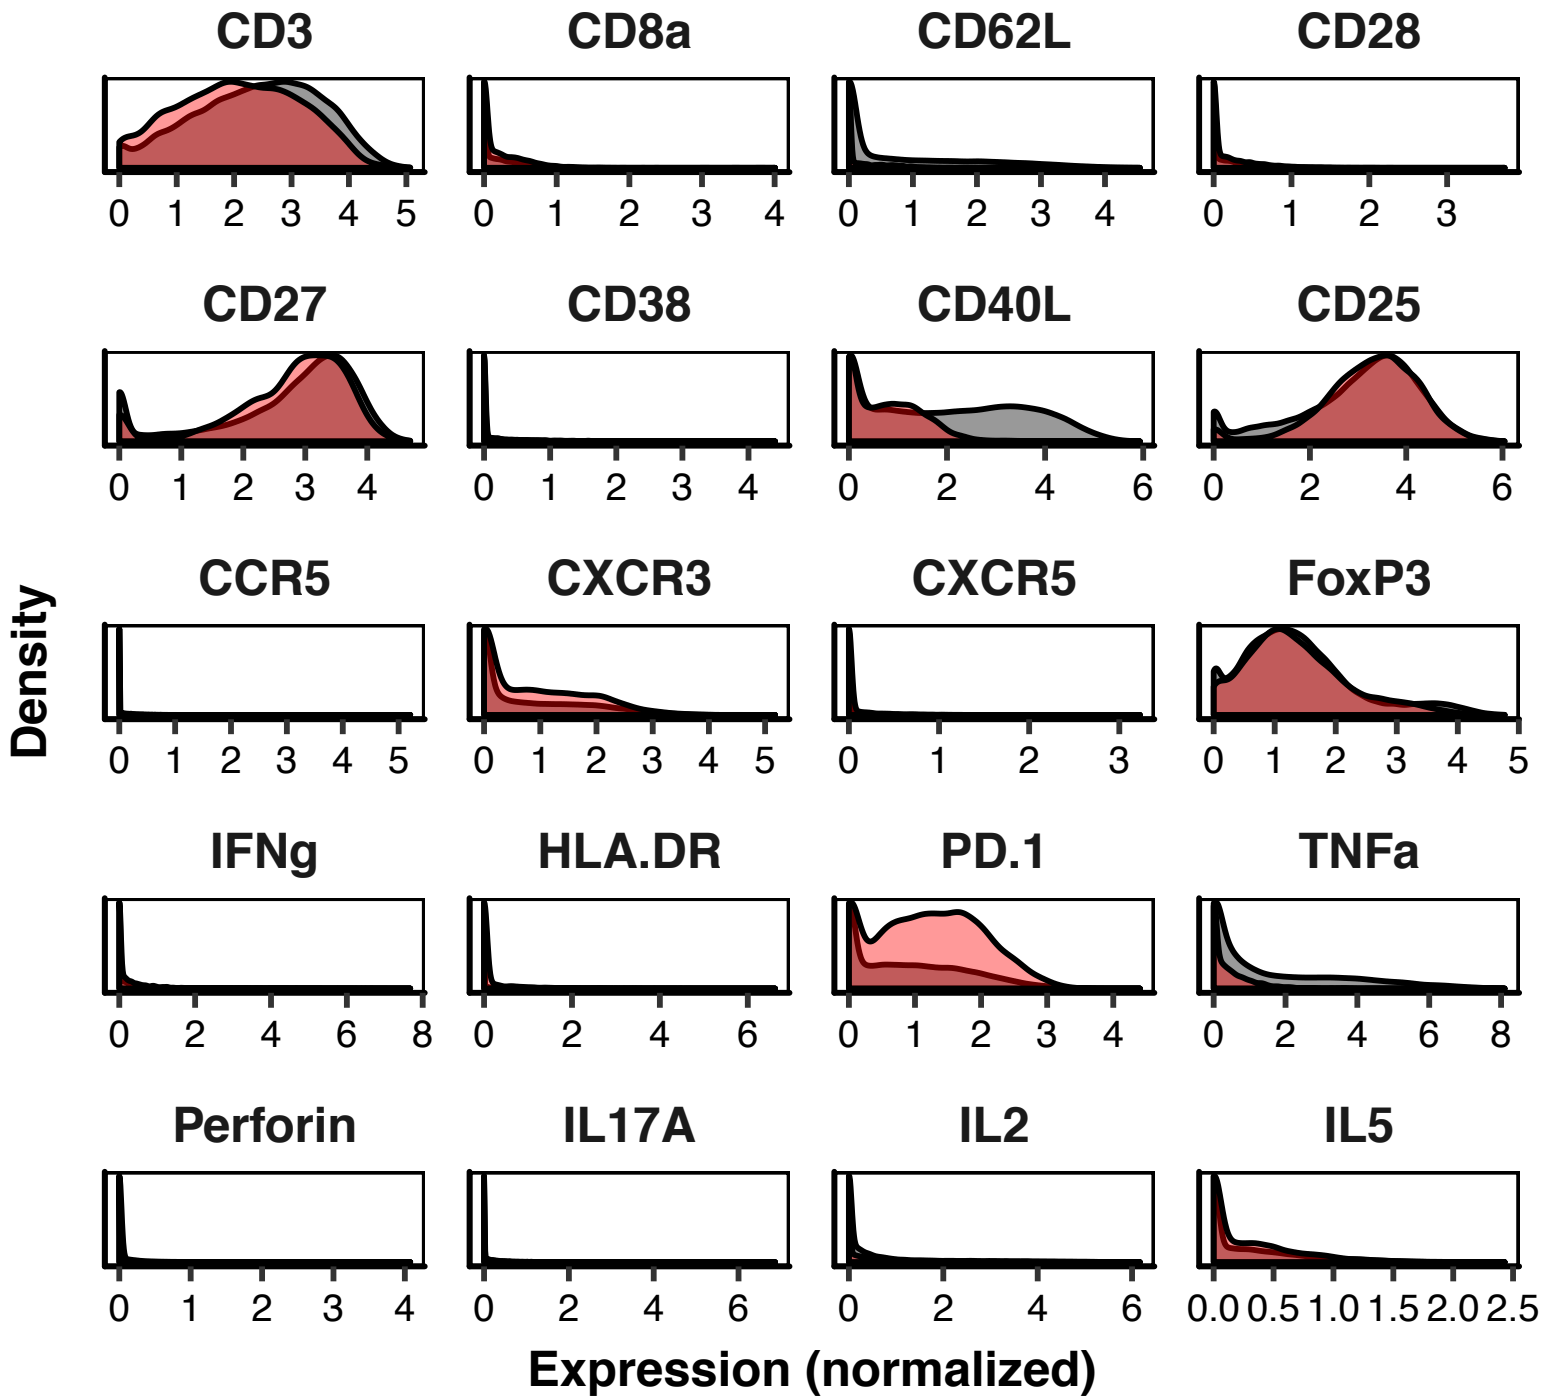 CD3 CD8a CD62L CD28
0 1 2 3 4 5 0 1 2 3 4 0 1 2 3 4 0 1 2 3
CD27 CD38 CD40L CD25
0 1 2 3 4 0 1 2 3 4 0 2 4 6 0 2 4 6
CCR5 CXCR3 CXCR5 FoxP3
0 1 2 3 4 5 0 1 2 3 4 5 0 1 2 3 0 1 2 3 4 5
Density
IFNg HLA.DR PD.1 TNFa
0 2 4 6 8 0 2 4 6 0 1 2 3 4 0 2 4 6 8
Perforin IL17A IL2 IL5
0 1 2 3 4 0 2 4 6 0 2 4 6 0.0 0.5 1.0 1.5 2.0 2.5
Expression (normalized)